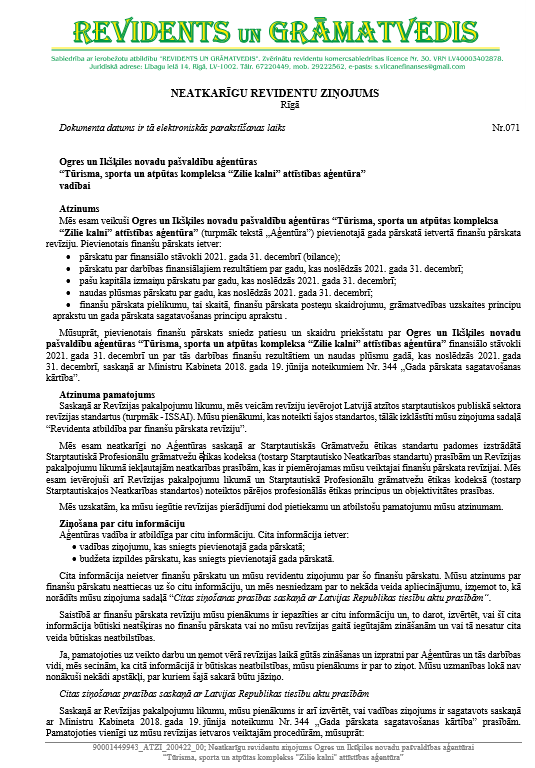 REVIDENTS UN GRĀMATVEDIS
Sabiedrība ar ierobežotu atbildību "REVIDENTS UN GRĀMATVEDIS". Zvērinātu revidentu komercsabiedrības licence Nr. 30. VRN LV40003402878.
Juridiskā adrese: Lībagu ielā 14, Rīgā, LV-1002. Tālr. 67220449, mob. 29222562, e-pasts: s.vilcanefinanses@gmail.com
NEATKARĪGU REVIDENTU ZIŅOJUMS
Rīgā
Dokumenta datums ir tā elektroniskās parakstīšanas laiks Nr.071
Ogres un Ikšķiles novadu pašvaldību aģentūras
"Tūrisma, sporta un atpūtas kompleksa "Zilie kalni" attīstības aģentūra"
vadībai
Atzinums
Mēs esam veikuši Ogres un Ikšķiles novadu pašvaldību aģentūras "Tūrisma, sporta un atpūtas kompleksa
"Zilie kalni" attīstības aģentūra" (turpmāk tekstā „Aģentūra") pievienotajā gada pārskatā ietvertā finanšu pārskata
revīziju. Pievienotais finanšu pārskats ietver:
• pārskatu par finansiālo stāvokli 2021. gada 31. decembrī (bilance);
• pārskatu par darbības finansiālajiem rezultātiem par gadu, kas noslēdzās 2021. gada 31. decembrī;
• pašu kapitāla izmaiņu pārskatu par gadu, kas noslēdzās 2021. gada 31. decembrī;
• naudas plūsmas pārskatu par gadu, kas noslēdzās 2021. gada 31. decembrī;
• finanšu pārskata pielikumu, tai skaitā, finanšu pārskata posteņu skaidrojumu, grāmatvedības uzskaites principu
aprakstu un gada pārskata sagatavošanas principu aprakstu .
Mūsuprāt, pievienotais finanšu pārskats sniedz patiesu un skaidru priekšstatu par Ogres un Ikšķiles novadu
pašvaldību aģentūras "Tūrisma, sporta un atpūtas kompleksa "Zilie kalni" attīstības aģentūra" finansiālo stāvokli
2021. gada 31. decembrī un par tās darbības finanšu rezultātiem un naudas plūsmu gadā, kas noslēdzās 2021. gada
31. decembrī, saskaņā ar Ministru Kabineta 2018. gada 19. jūnija noteikumiem Nr. 344 „Gada pārskata sagatavošanas
kārtība".
Atzinuma pamatojums
Saskaņā ar Revīzijas pakalpojumu likumu, mēs veicām revīziju ievērojot Latvijā atzītos starptautiskos publiskā sektora
revīzijas standartus (turpmāk - ISSAI). Mūsu pienākumi, kas noteikti šajos standartos, tālāk izklāstīti mūsu ziņojuma sadaļā
"Revidenta atbildība par finanšu pārskata revīziju".
Mēs esam neatkarīgi no Aģentūras saskaņā ar Starptautiskās Grāmatvežu ētikas standartu padomes izstrādātā
Starptautiskā Profesionālu grāmatvežu ētikas kodeksa (tostarp Starptautisko Neatkarības standartu) prasībām un Revīzijas
pakalpojumu likumā iekļautajām neatkarības prasībām, kas ir piemērojamas mūsu veiktajai finanšu pārskata revīzijai. Mēs
esam ievērojuši arī Revīzijas pakalpojumu likumā un Starptautiskā Profesionālu grāmatvežu ētikas kodeksā (tostarp
Starptautiskajos Neatkarības standartos) noteiktos pārējos profesionālās ētikas principus un objektivitātes prasības.
Mēs uzskatām, ka mūsu iegūtie revīzijas pierādījumi dod pietiekamu un atbilstošu pamatojumu mūsu atzinumam.
Ziņošana par citu informāciju
Aģentūras vadība ir atbildīga par citu informāciju. Cita informācija ietver:
• vadības ziņojumu, kas sniegts pievienotajā gada pārskatā;
• budžeta izpildes pārskatu, kas sniegts pievienotajā gada pārskatā.
Cita informācija neietver finanšu pārskatu un mūsu revidentu ziņojumu par šo finanšu pārskatu. Mūsu atzinums par
finanšu pārskatu neattiecas uz šo citu informāciju, un mēs nesniedzam par to nekāda veida apliecinājumu, izņemot to, kā
norādīts mūsu ziņojuma sadaļā "Citas ziņošanas prasības saskaņā ar Latvijas Republikas tiesību aktu prasībām".
Saistībā ar finanšu pārskata revīziju mūsu pienākums ir iepazīties ar citu informāciju un, to darot, izvērtēt, vai šī cita
informācija būtiski neatšķiras no finanšu pārskata vai no mūsu revīzijas gaitā iegūtajām zināšanām un vai tā nesatur cita
veida būtiskas neatbilstības.
Ja, pamatojoties uz veikto darbu un ņemot vērā revīzijas laikā gūtās zināšanas un izpratni par Aģentūras un tās darbības
vidi, mēs secinām, ka citā informācijā ir būtiskas neatbilstības, mūsu pienākums ir par to ziņot. Mūsu uzmanības lokā nav
nonākuši nekādi apstākļi, par kuriem šajā sakarā būtu jāziņo.
Citas ziņošanas prasības saskaņā ar Latvijas Republikas tiesību aktu prasībām
Saskaņā ar Revīzijas pakalpojumu likumu, mūsu pienākums ir arī izvērtēt, vai vadības ziņojums ir sagatavots saskaņā
ar Ministru Kabineta 2018. gada 19. jūnija noteikumu Nr. 344 „Gada pārskata sagatavošanas kārtība" prasībām.
Pamatojoties vienīgi uz mūsu revīzijas ietvaros veiktajām procedūrām, mūsuprāt:
90001449943_ATZI_200422_00; Neatkarīgu revidentu ziņojums Ogres un Ikšķiles novadu pašvaldību aģentūrai
"Tūrisma, sporta un atpūtas komplekss "Zilie kalni" attīstības aģentūra"